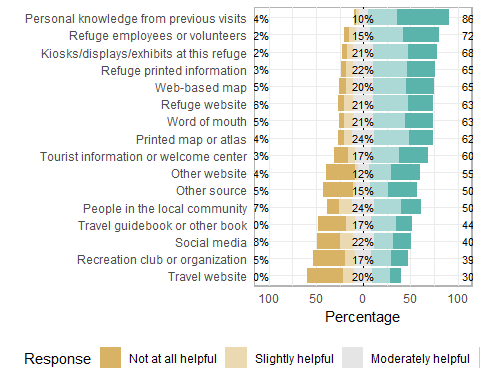 Personal knowledge from previous visits 4% 10% 86
Refuge employees or volunteers 2% 15% 72
Kiosks/displays/exhibits at this refuge 2% 21% 68
Refuge printed information 3% 22% 65
Web-based map 5% 20% 65
Refuge website 6% 21% 63
Word of mouth 5% 21% 63
Printed map or atlas 4% 24% 62
Tourist information or welcome center 3% 17% 60
Other website 4% 12% 55
Other source 5% 15% 50
People in the local community 7% 24% 50
Travel guidebook or other book 0% 17% 44
Social media 8% 22% 40
Recreation club or organization 5% 17% 39
Travel website 0% 20% 30
100 50 0 50 100
Percentage
Response Not at all helpful Slightly helpful Moderately helpful